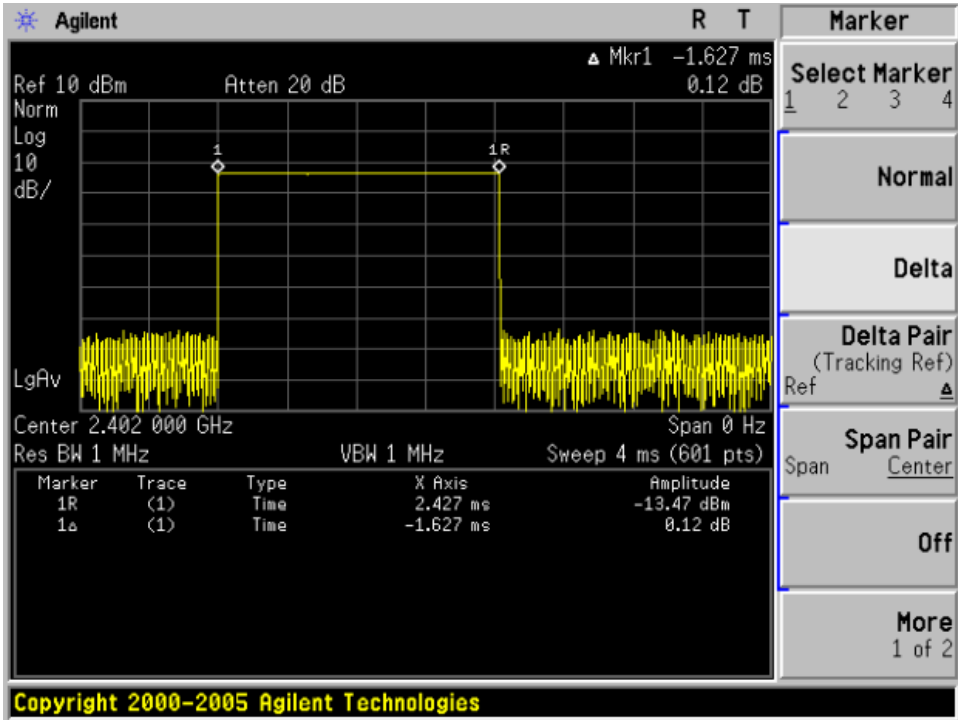 Agilent R T Marker
Δ Mkr1 -1.627 ms
Ref 10 dBm Atten 20 dB 0.12 dB
Norm
Log
10
dB/
1 1R
LgAv
Center 2.402 000 GHz Span 0 Hz
Res BW 1 MHz VBW 1 MHz Sweep 4 ms (601 pts)
Marker Trace Type X Axis Amplitude
1R (1) Time 2.427 ms -13.47 dBm
1Δ (1) Time -1.627 ms 0.12 dB
Select Marker
1 2 3 4
Normal
Delta
Delta Pair
(Tracking Ref)
Ref Δ
Span Pair
Span Center
Off
More
1 of 2
Copyright 2000-2005 Agilent Technologies